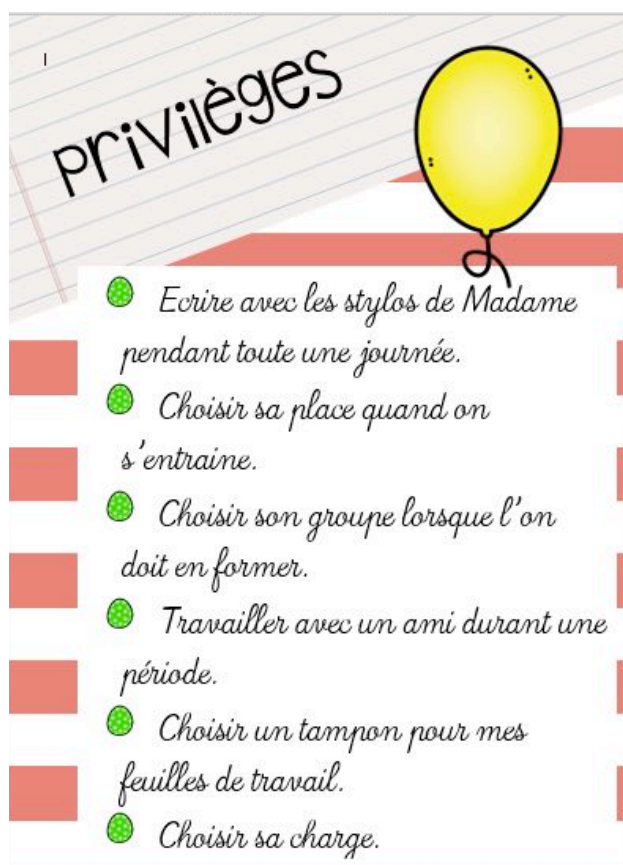 privilèges
Ecrire avec les stylos de Madame
pendant toute une journée.
Choisir sa place quand on
s'entraine.
Choisir son groupe lorsque l'on
doit en former.
Travailler avec un ami durant une
période.
Choisir un tampon pour mes
feuilles de travail.
Choisir sa charge.